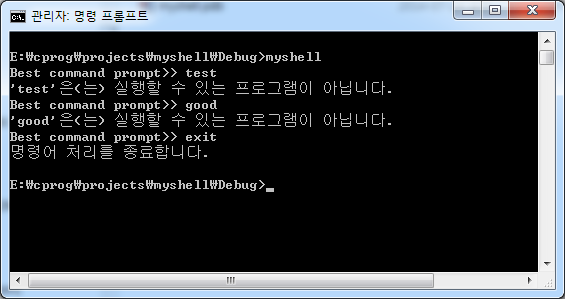 관리자: 명령 프롬프트
E:\cprog\projects\myshell\Debug>myshell
Best command prompt>> test
'test'은(는) 실행할 수 있는 프로그램이 아닙니다.
Best command prompt>> good
'good'은(는) 실행할 수 있는 프로그램이 아닙니다.
Best command prompt>> exit
명령어 처리를 종료합니다.
E:\cprog\projects\myshell\Debug>_